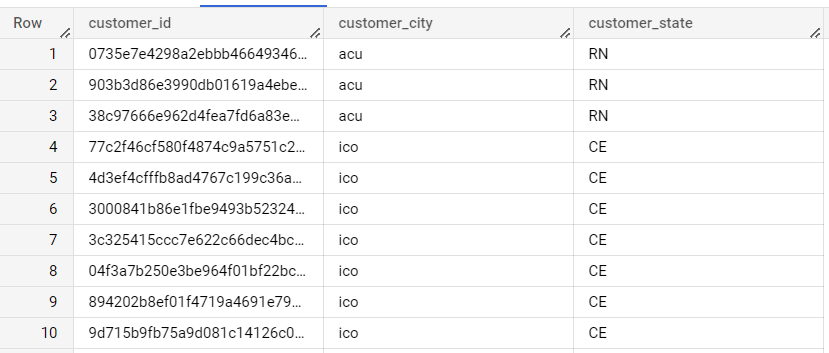 Row customer_id customer_city customer_state
1 0735e7e4298a2ebbb46649346... acu RN
2 903b3d86e3990db01619a4ebe... acu RN
3 38c97666e962d4fea7fd6a83e... acu RN
4 77c2f46cf580f4874c9a5751c2... ico CE
5 4d3ef4cfffb8ad4767c199c36a... ico CE
6 3000841b86e1fbe9493b52324... ico CE
7 3c325415ccc7e622c66dec4bc... ico CE
8 04f3a7b250e3be964f01bf22bc... ico CE
9 894202b8ef01f4719a4691e79... ico CE
10 9d715b9fb75a9d081c14126c0... ico CE